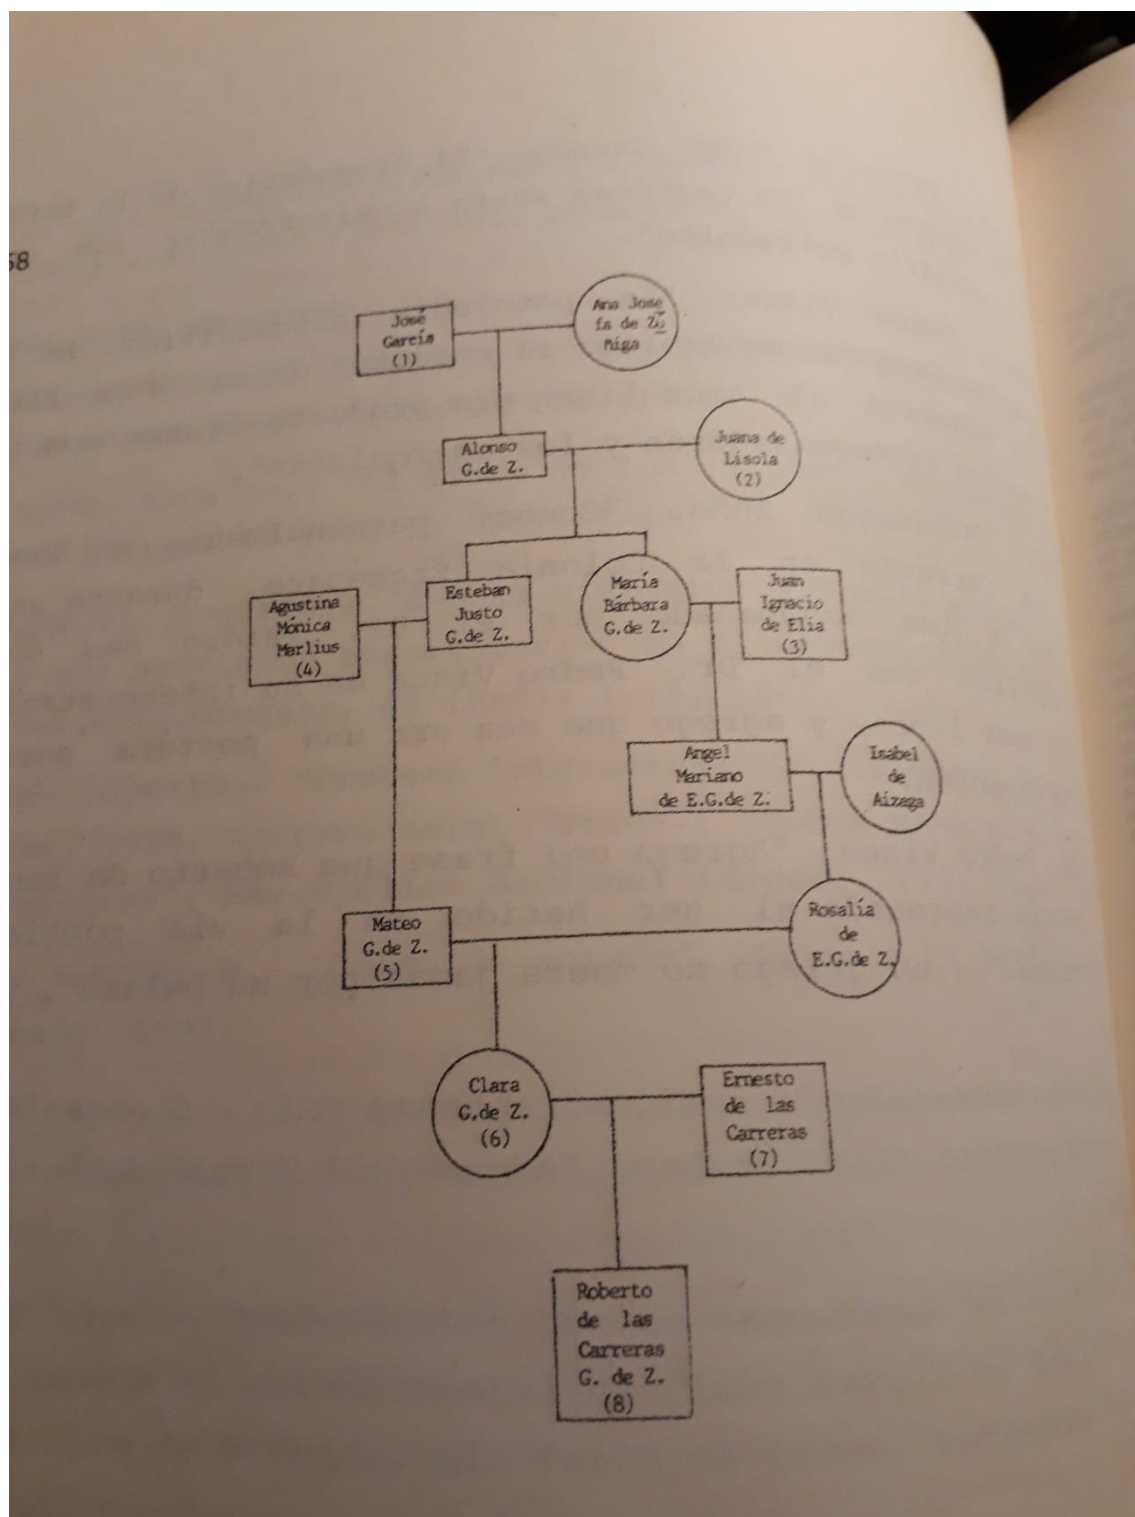 58
José
García
(1)
Ana Jose
fa de Zú
ñiga
Alonso
G.de Z.
Juana de
Lisola
(2)
Agustina
Mónica
Marlius
(4)
Esteban
Justo
G.de Z.
María
Bárbara
G.de Z.
Juan
Ignacio
de Elía
(3)
Angel
Mariano
de E.G.de Z.
Isabel
de
Aizaga
Mateo
G.de Z.
(5)
Rosalía
de
E.G.de Z.
Clara
G.de Z.
(6)
Ernesto
de las
Carreras
(7)
Roberto
de las
Carreras
G. de Z.
(8)